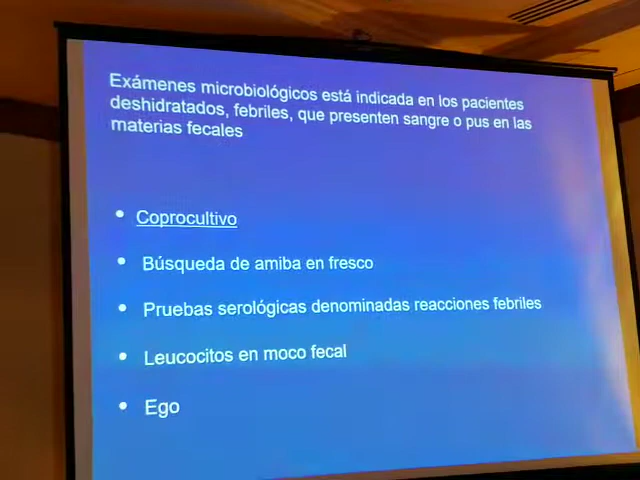 Exámenes microbiológicos está indicada en los pacientes
deshidratados, febriles, que presenten sangre o pus en las
materias fecales
• Coprocultivo
• Búsqueda de amiba en fresco
• Pruebas serológicas denominadas reacciones febriles
• Leucocitos en moco fecal
• Ego